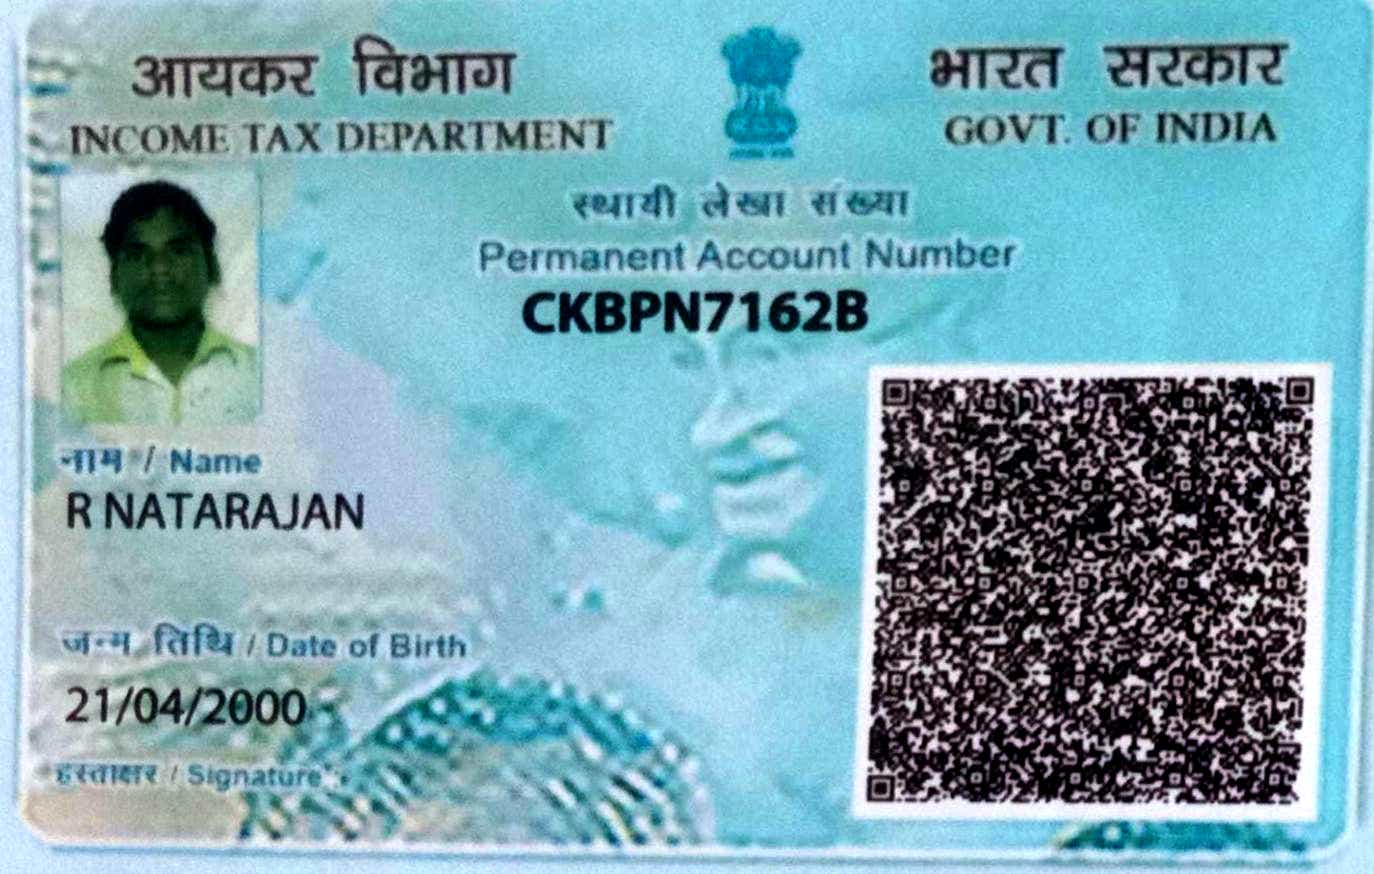 आयकर विभाग
INCOME TAX DEPARTMENT
भारत सरकार
GOVT. OF INDIA
स्थायी लेखा संख्या
Permanent Account Number
CKBPN7162B
नाम / Name
R NATARAJAN
जन्म तिथि / Date of Birth
21/04/2000
हस्ताक्षर / Signature